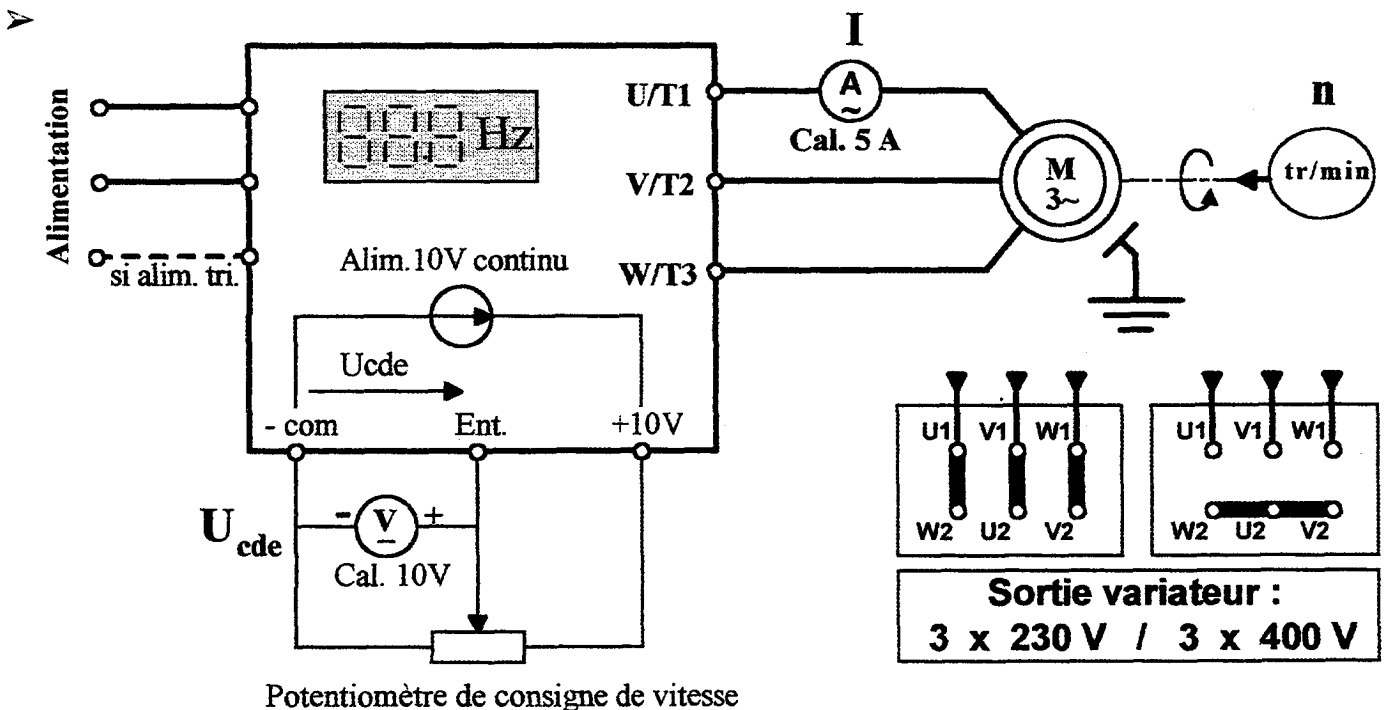 I
A
~
Cal. 5 A
n
tr/min
Alimentation
si alim. tri.
Hz
U/T1
V/T2
W/T3
M
3~
Alim.10V continu
Ucde
- com
Ent.
+10V
U cde
- V +
Cal. 10V
Potentiomètre de consigne de vitesse
U1 V1 W1
W2 U2 V2
U1 V1 W1
W2 U2 V2
Sortie variateur :
3 x 230 V / 3 x 400 V